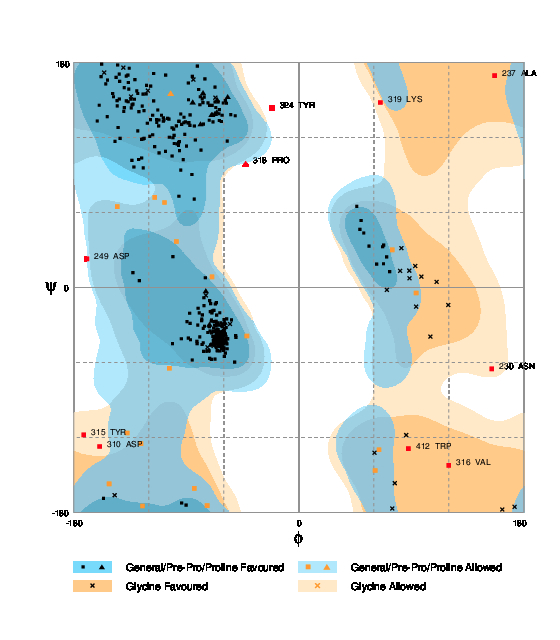 180
237 ALA
319 LYS
324 TYR
318 PRO
249 ASP
Ψ 0
230 ASN
315 TYR
310 ASP
412 TRP
316 VAL
-180
-180 0 180
ϕ
General/Pre-Pro/Proline Favoured General/Pre-Pro/Proline Allowed
Glycine Favoured Glycine Allowed